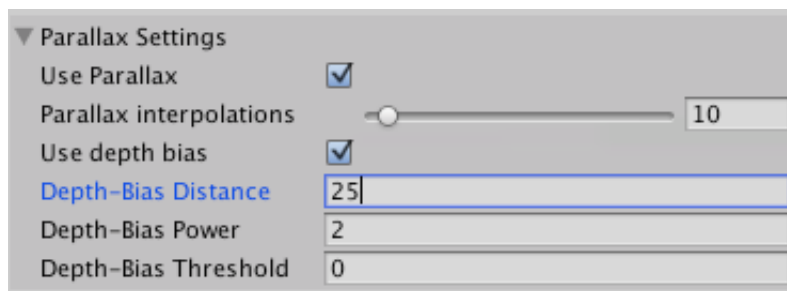 Parallax Settings
Use Parallax
Parallax interpolations 10
Use depth bias
Depth-Bias Distance 25
Depth-Bias Power 2
Depth-Bias Threshold 0